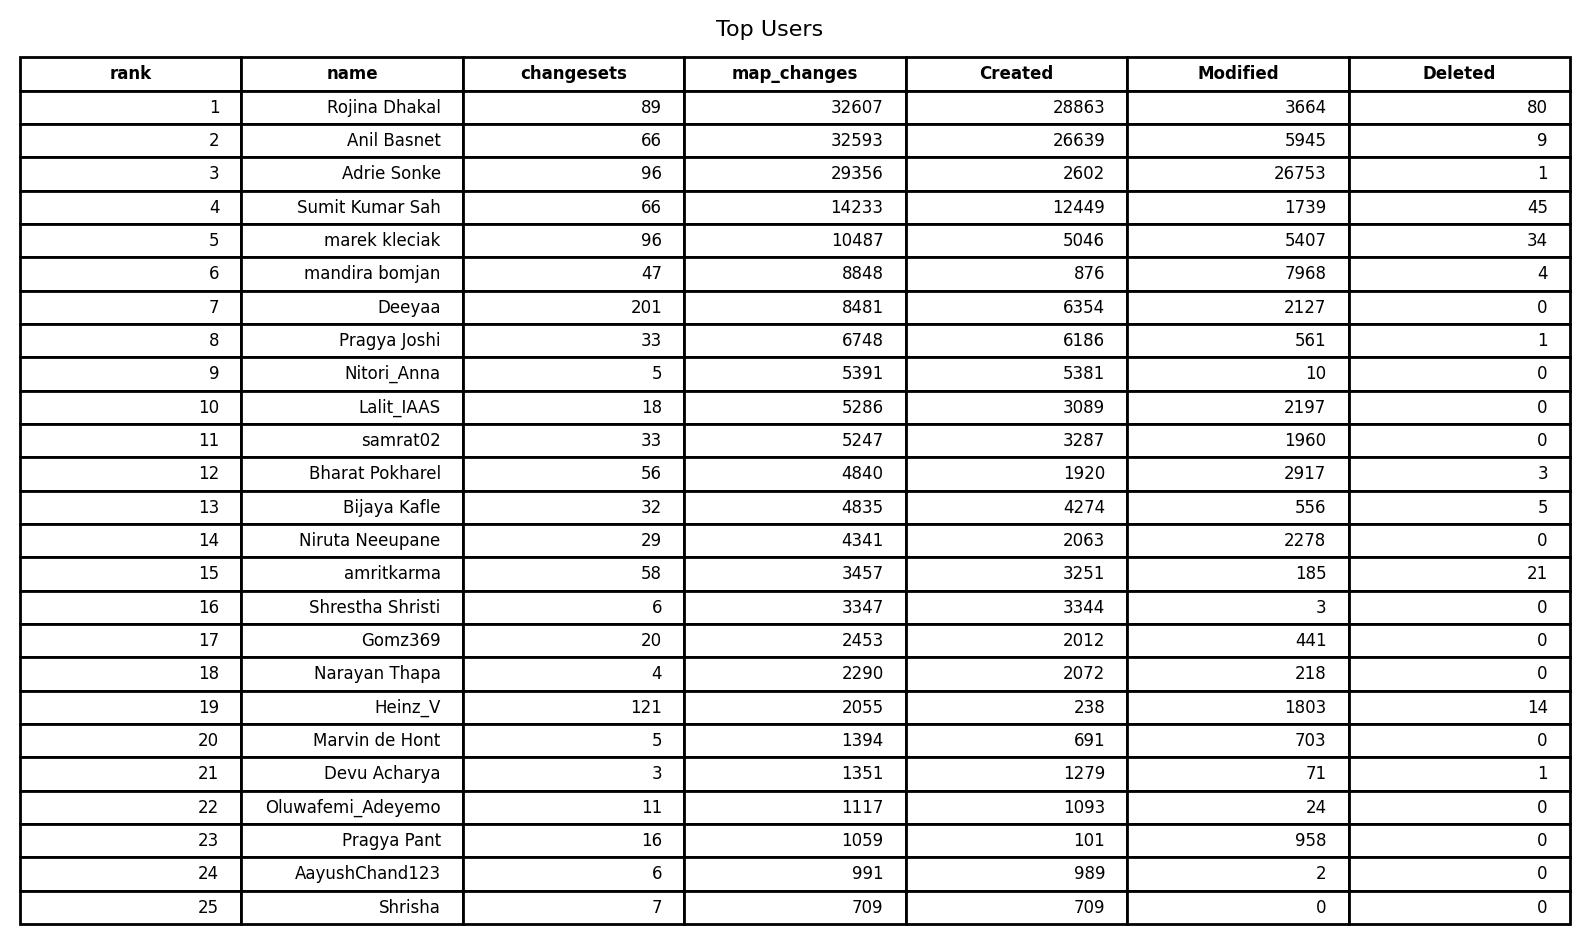 Top Users
rank name changesets map_changes Created Modified Deleted
1 Rojina Dhakal 89 32607 28863 3664 80
2 Anil Basnet 66 32593 26639 5945 9
3 Adrie Sonke 96 29356 2602 26753 1
4 Sumit Kumar Sah 66 14233 12449 1739 45
5 marek kleciak 96 10487 5046 5407 34
6 mandira bomjan 47 8848 876 7968 4
7 Deeyaa 201 8481 6354 2127 0
8 Pragya Joshi 33 6748 6186 561 1
9 Nitori_Anna 5 5391 5381 10 0
10 Lalit_IAAS 18 5286 3089 2197 0
11 samrat02 33 5247 3287 1960 0
12 Bharat Pokharel 56 4840 1920 2917 3
13 Bijaya Kafle 32 4835 4274 556 5
14 Niruta Neeupane 29 4341 2063 2278 0
15 amritkarma 58 3457 3251 185 21
16 Shrestha Shristi 6 3347 3344 3 0
17 Gomz369 20 2453 2012 441 0
18 Narayan Thapa 4 2290 2072 218 0
19 Heinz_V 121 2055 238 1803 14
20 Marvin de Hont 5 1394 691 703 0
21 Devu Acharya 3 1351 1279 71 1
22 Oluwafemi_Adeyemo 11 1117 1093 24 0
23 Pragya Pant 16 1059 101 958 0
24 AayushChand123 6 991 989 2 0
25 Shrisha 7 709 709 0 0